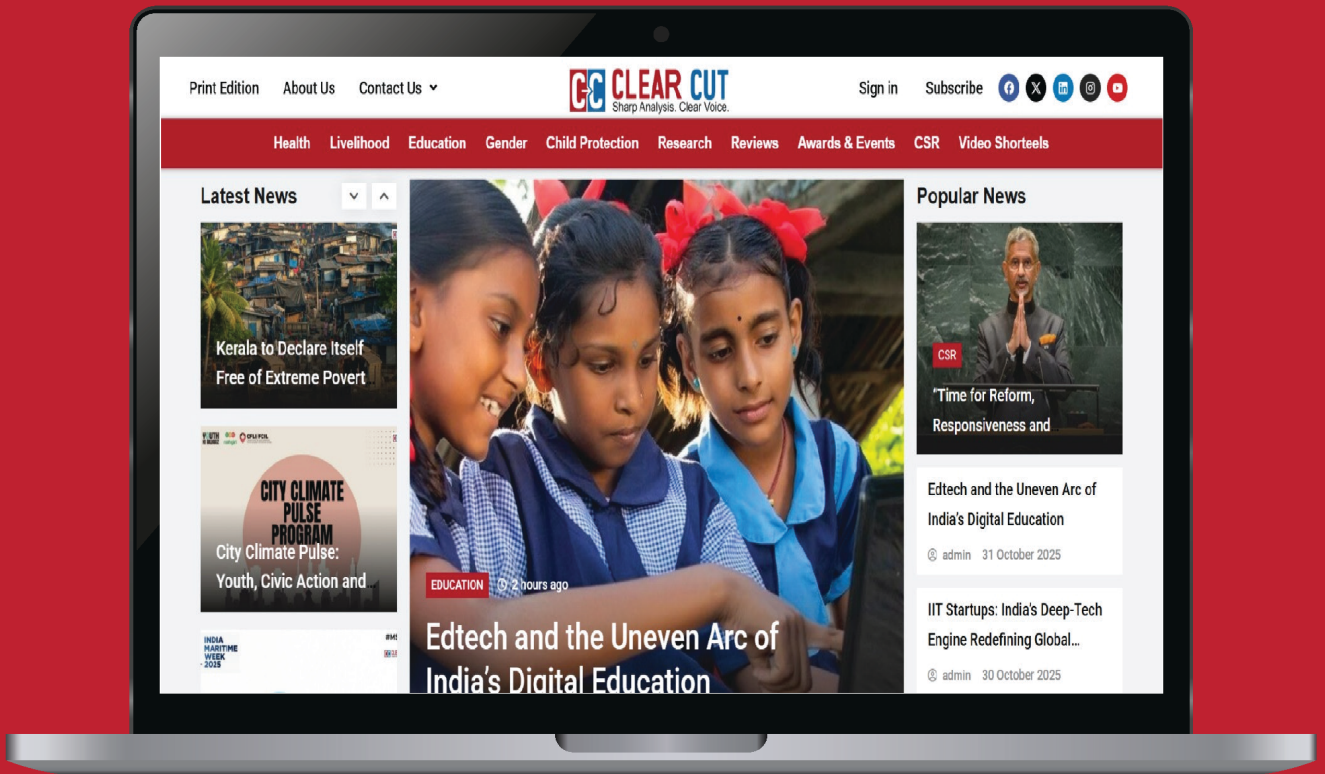 Print Edition
About Us
Contact Us
CLEAR CUT
Sharp Analysis. Clear Voice.
Sign in
Subscribe
Health
Livelihood
Education
Gender
Child Protection
Research
Reviews
Awards & Events
CSR
Video Shorteels
Latest News
Kerala to Declare Itself
Free of Extreme Povert
CITY CLIMATE
PULSE
PROGRAM
City Climate Pulse:
Youth, Civic Action and
INDIA
MARITIME
WEEK
2025
EDUCATION
2 hours ago
Edtech and the Uneven Arc of
India's Digital Education
Popular News
CSR
"Time for Reform,
Responsiveness and
Edtech and the Uneven Arc of
India's Digital Education
admin 31 October 2025
IIT Startups: India's Deep-Tech
Engine Redefining Global...
admin 30 October 2025